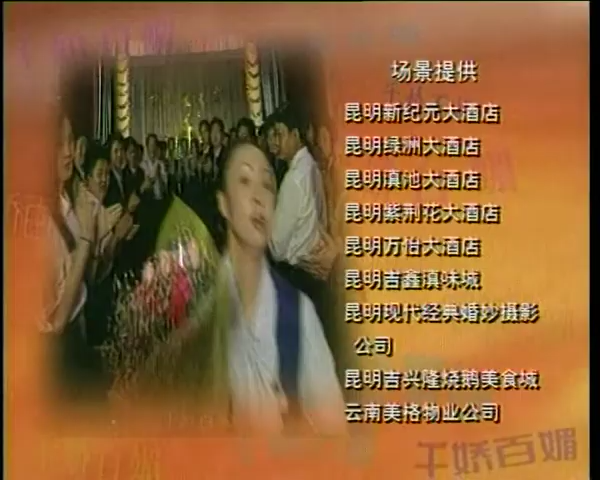 场景提供
昆明新纪元大酒店
昆明绿洲大酒店
昆明滇池大酒店
昆明紫荆花大酒店
昆明万怡大酒店
昆明吉鑫滇味城
昆明现代经典婚妙摄影
公司
昆明吉兴隆烧鹅美食城
云南美格物业公司
千娇百媚